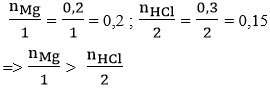 n_Mg/1 = 0,2/1 = 0,2 ; n_HCl/2 = 0,3/2 = 0,15
=> n_Mg/1 > n_HCl/2